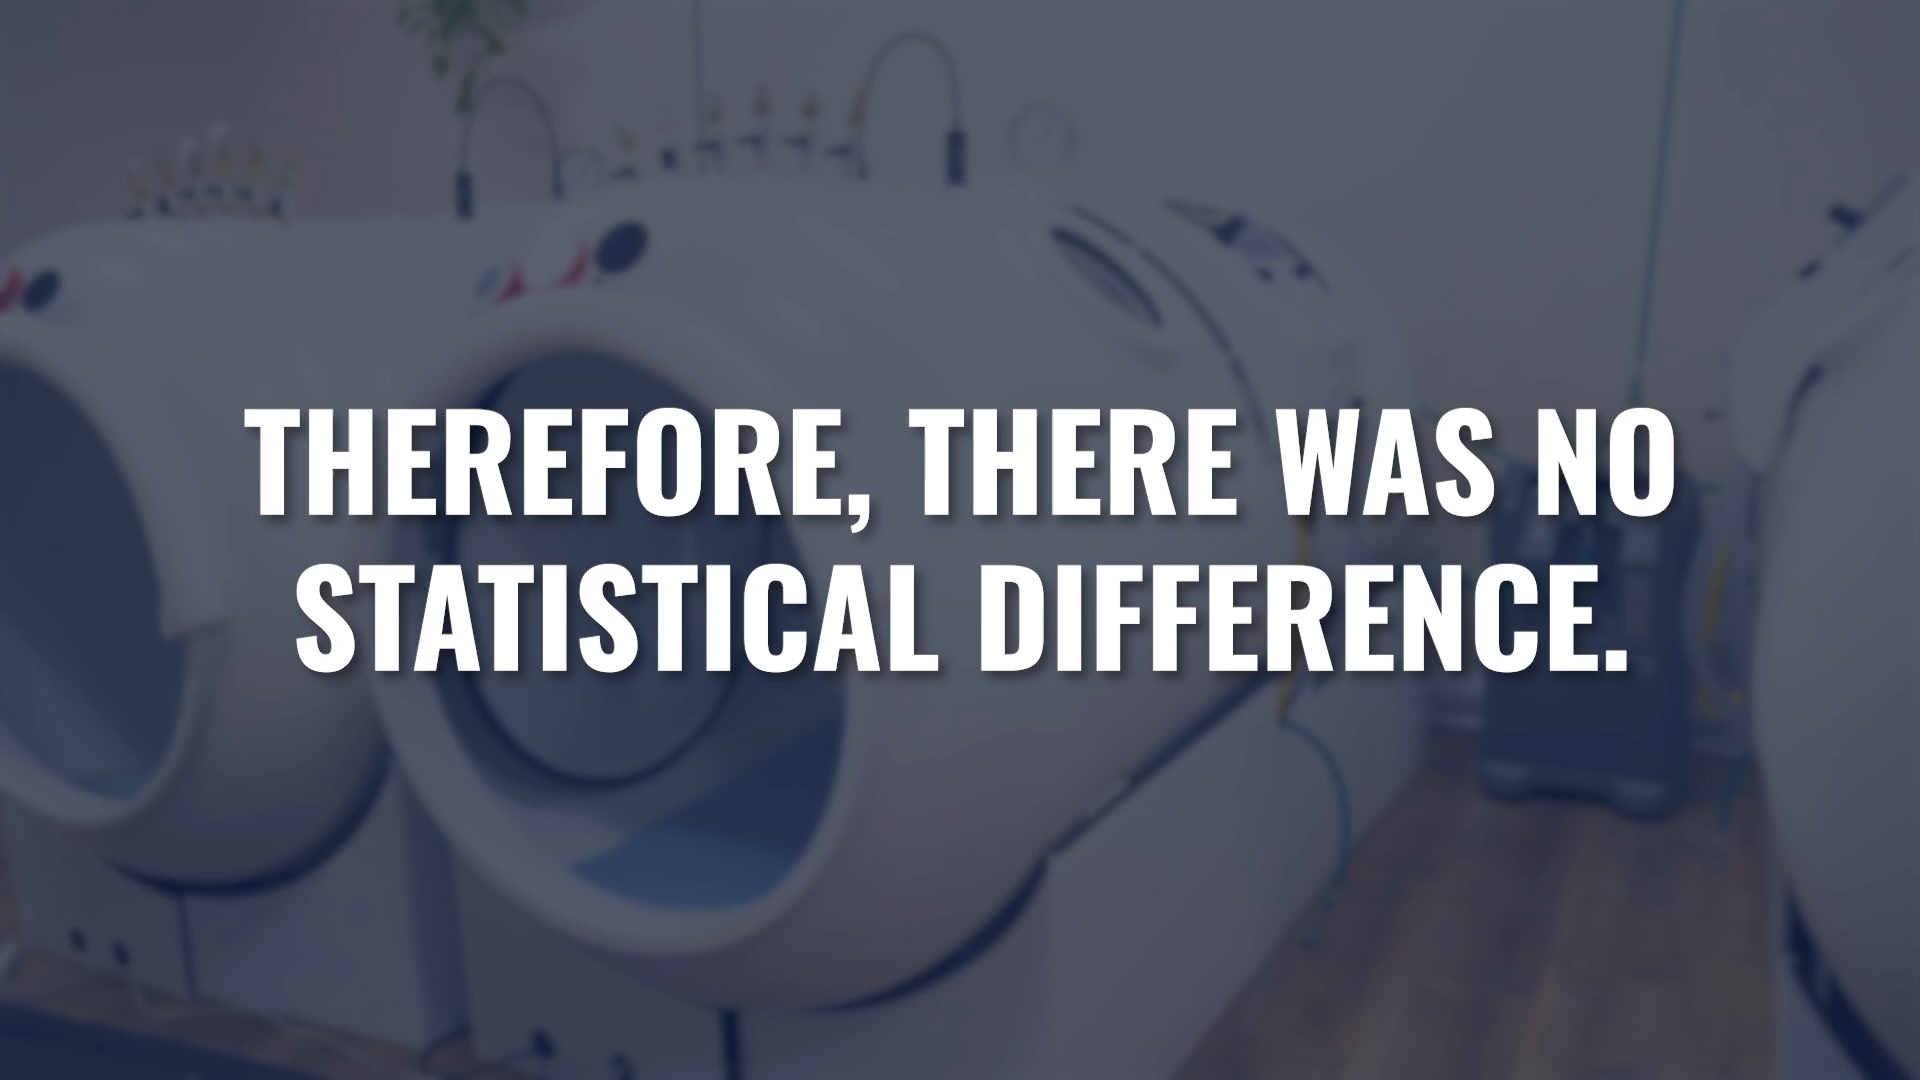 THEREFORE, THERE WAS NO
STATISTICAL DIFFERENCE.